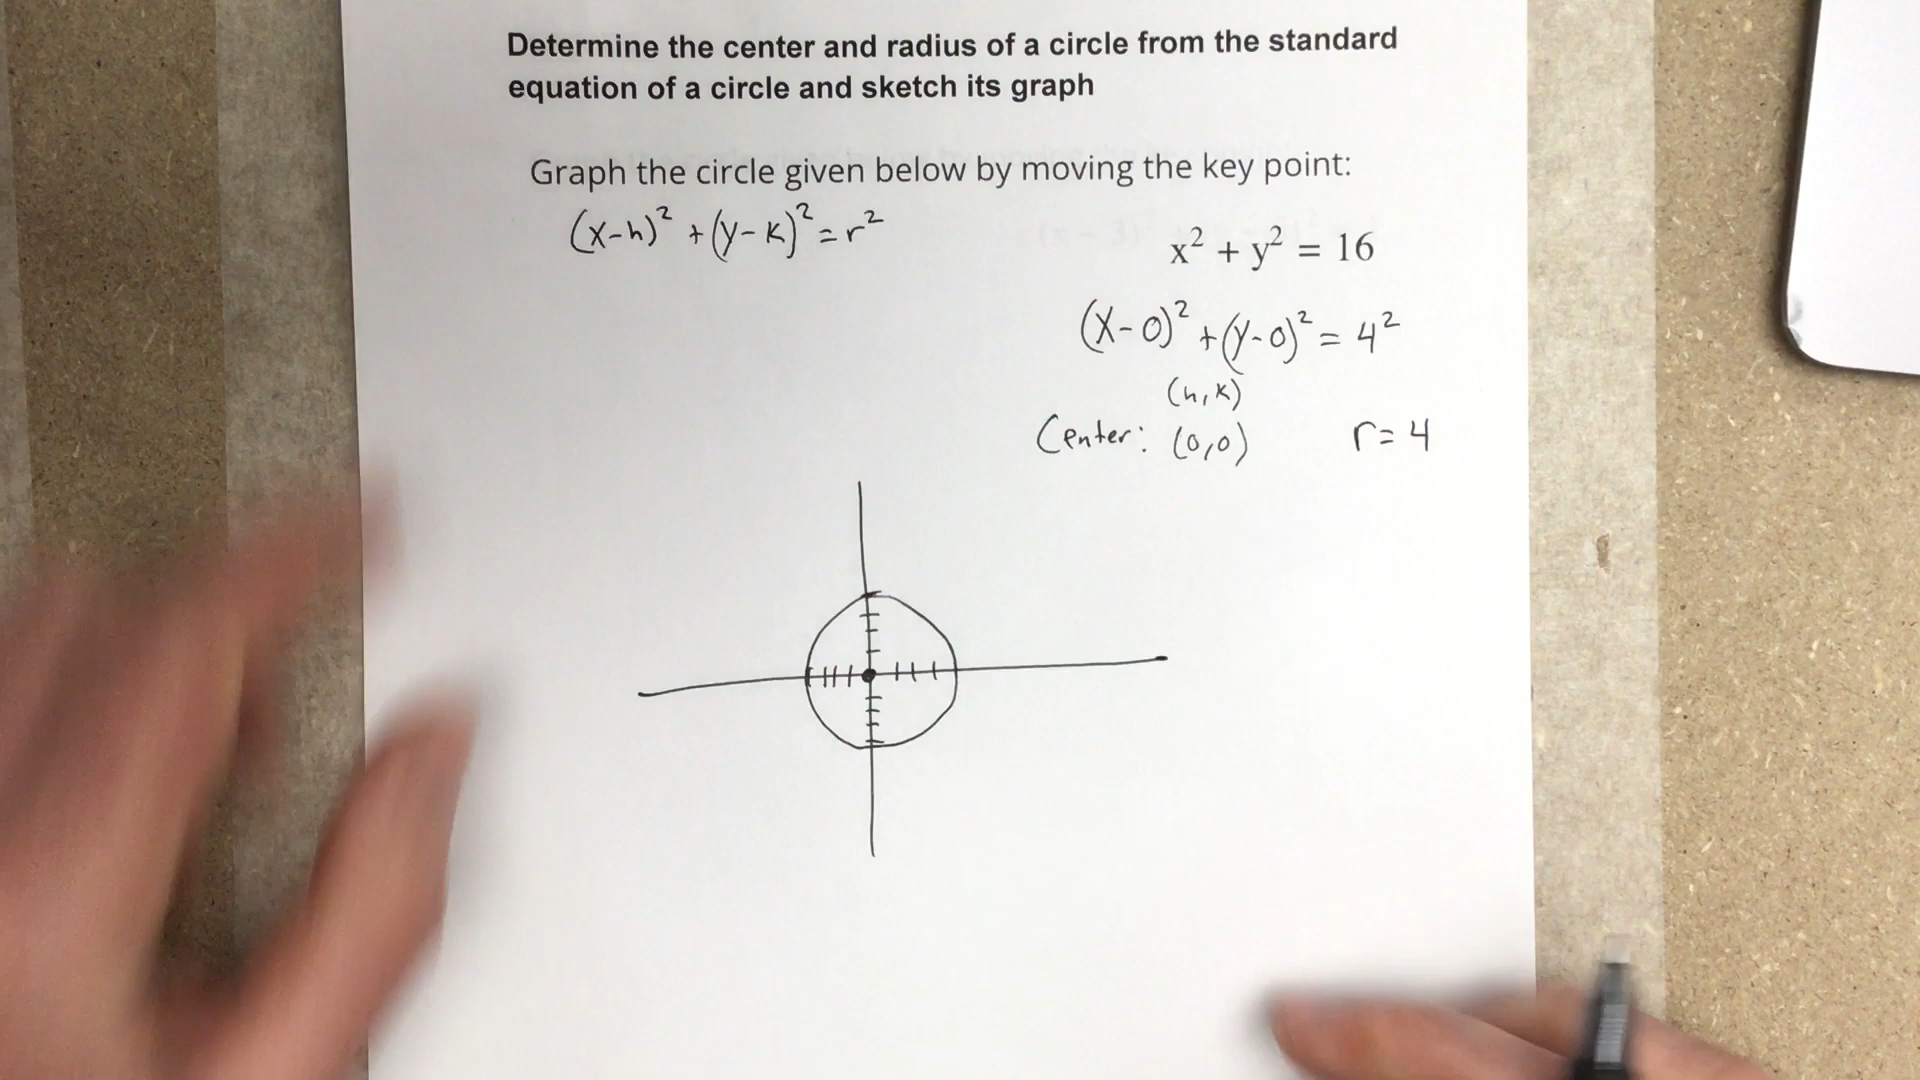 Determine the center and radius of a circle from the standard
equation of a circle and sketch its graph
Graph the circle given below by moving the key point:
(x-h)² + (y-k)² = r²
x² + y² = 16
(x-0)² + (y-0)² = 4²
(h,k)
Center: (0,0) r=4